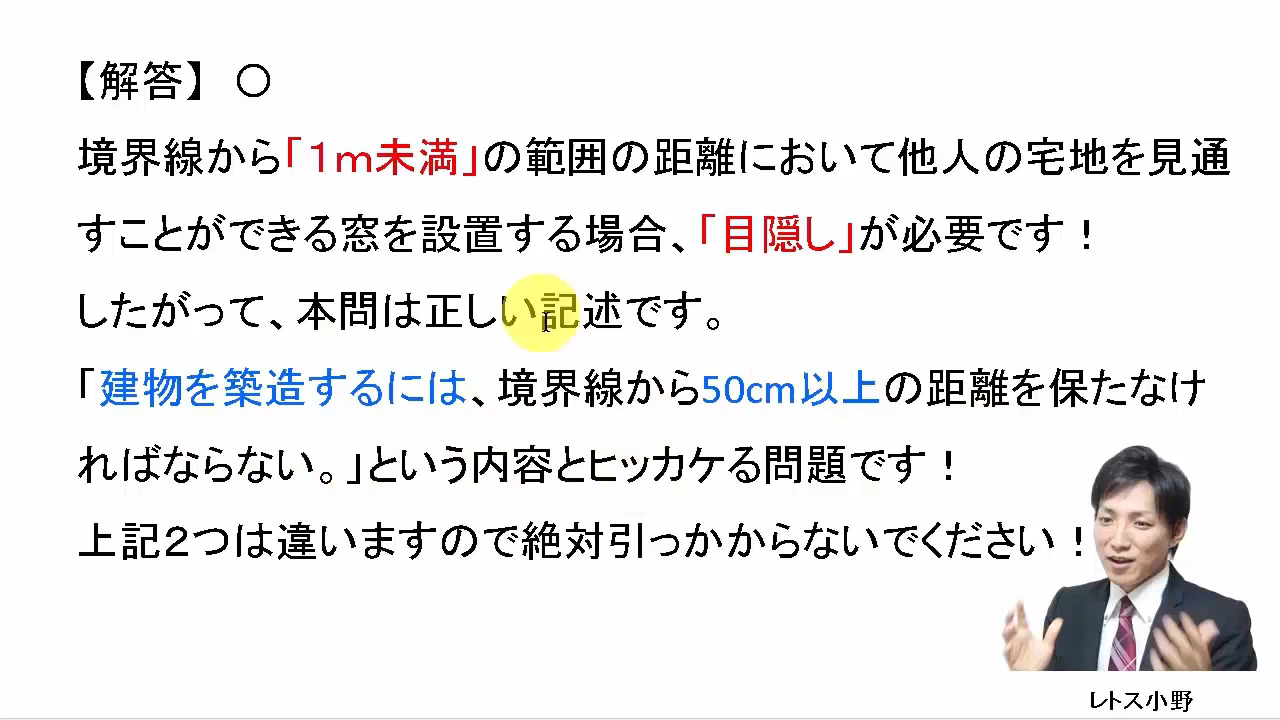 【解答】 〇
境界線から「１ｍ未満」の範囲の距離において他人の宅地を見通
すことができる窓を設置する場合、「目隠し」が必要です！
したがって、本問は正しい記述です。
「建物を築造するには、境界線から50cm以上の距離を保たなけ
ればならない。」という内容とヒッカケる問題です！
上記２つは違いますので絶対引っかからないでください！
レトス小野